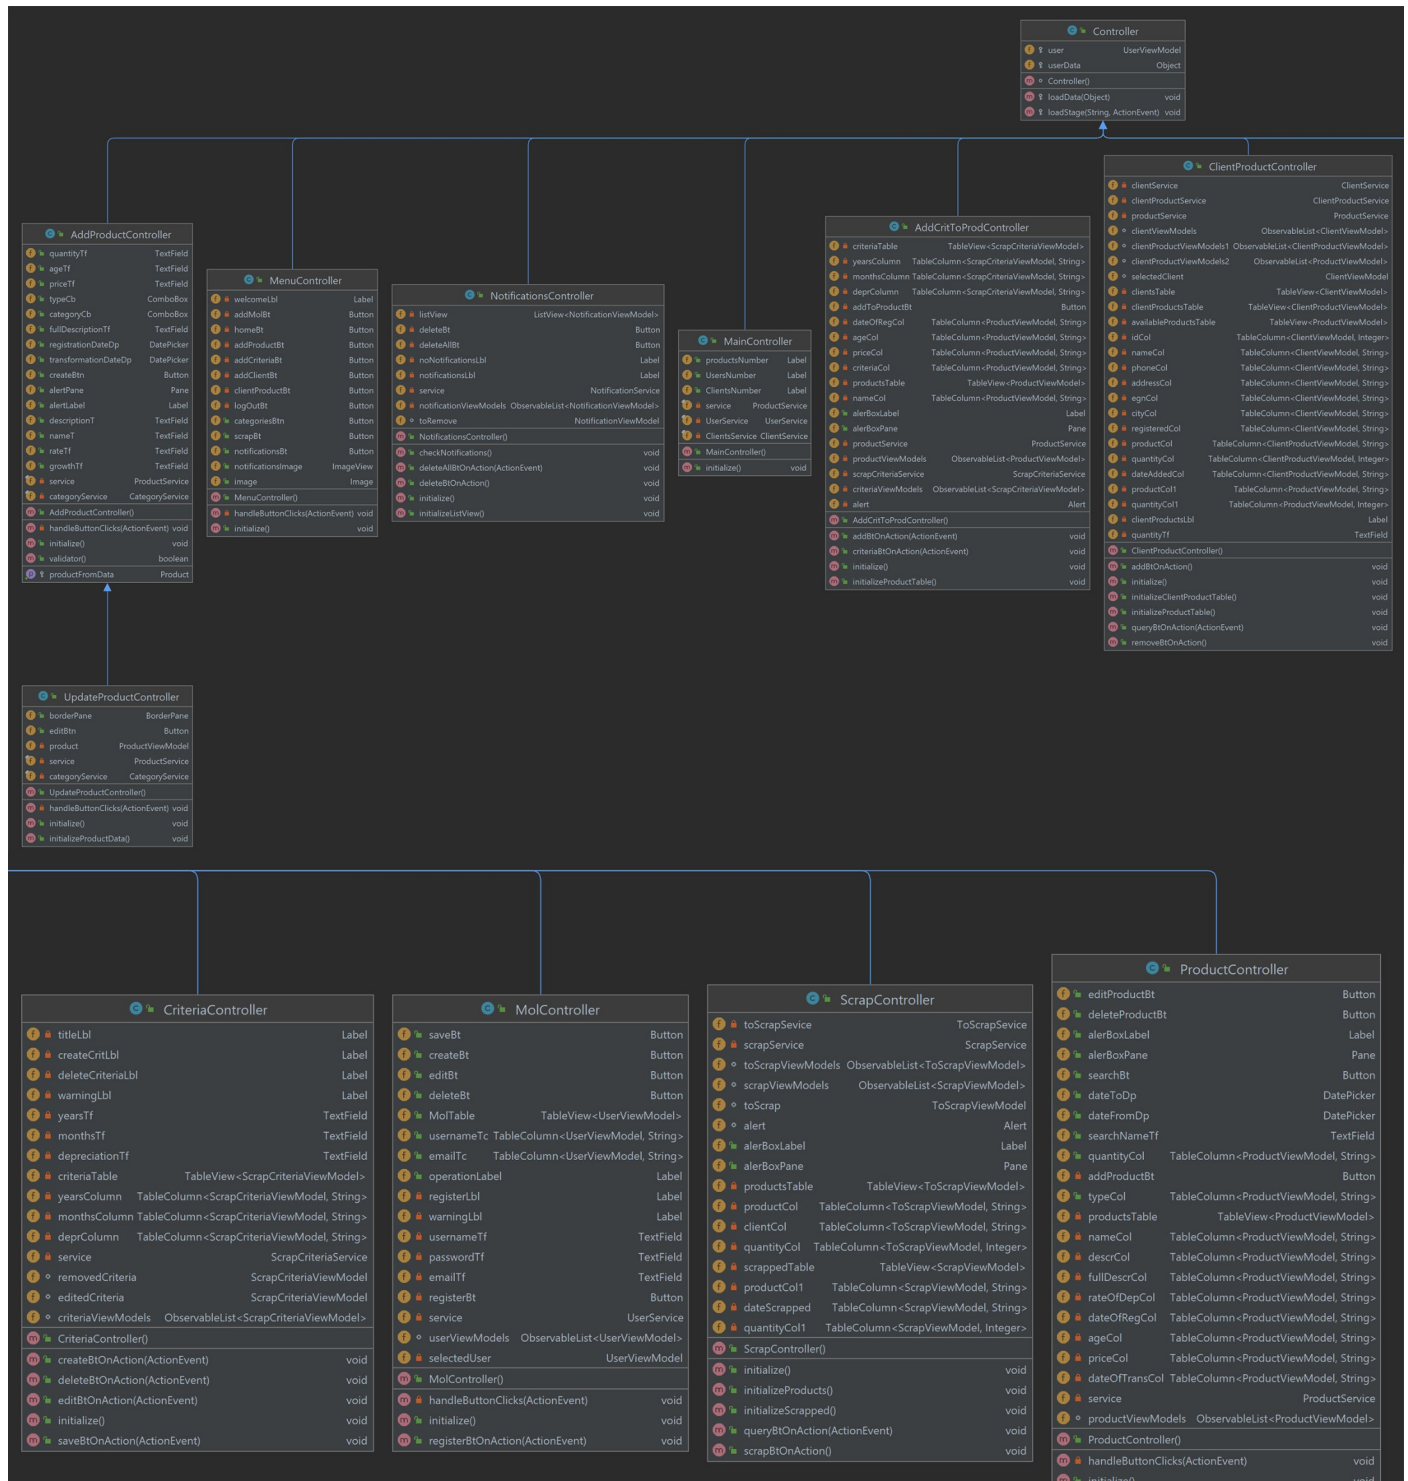 Controller
user UserViewModel
userData Object
Controller()
loadData(Object) void
loadStage(String, ActionEvent) void
AddProductController
quantityTf TextField
ageTf TextField
priceTf TextField
typeCb ComboBox
categoryCb ComboBox
fullDescriptionTf TextField
registrationDateDp DatePicker
transformationDateDp DatePicker
createBtn Button
alertPane Pane
alertLabel Label
descriptionT TextField
nameT TextField
rateTf TextField
growthTf TextField
service ProductService
categoryService CategoryService
AddProductController()
handleButtonClicks(ActionEvent) void
initialize() void
validator() boolean
productFromData Product
MenuController
welcomeLbl Label
addMolBt Button
homeBt Button
addProductBt Button
addCriteriaBt Button
addClientBt Button
clientProductBt Button
logOutBt Button
categoriesBtn Button
scrapBt Button
notificationsBt Button
notificationsImage ImageView
image Image
MenuController()
handleButtonClicks(ActionEvent) void
initialize() void
NotificationsController
listView ListView<NotificationViewModel>
deleteBt Button
deleteAllBt Button
noNotificationsLbl Label
notificationsLbl Label
service NotificationService
notificationViewModels ObservableList<NotificationViewModel>
toRemove NotificationViewModel
NotificationsController()
checkNotifications() void
deleteAllBtOnAction(ActionEvent) void
deleteBtOnAction() void
initialize() void
initializeListView() void
MainController
productsNumber Label
UsersNumber Label
ClientsNumber Label
service ProductService
UserService UserService
ClientsService ClientService
MainController()
initialize() void
AddCritToProdController
criteriaTable TableView<ScrapCriteriaViewModel>
yearsColumn TableColumn<ScrapCriteriaViewModel, String>
monthsColumn TableColumn<ScrapCriteriaViewModel, String>
deprColumn TableColumn<ScrapCriteriaViewModel, String>
addToProductBt Button
dateOfRegCol TableColumn<ProductViewModel, String>
ageCol TableColumn<ProductViewModel, String>
priceCol TableColumn<ProductViewModel, String>
criteriaCol TableColumn<ProductViewModel, String>
productsTable TableView<ProductViewModel>
nameCol TableColumn<ProductViewModel, String>
alerBoxLabel Label
alerBoxPane Pane
productService ProductService
productViewModels ObservableList<ProductViewModel>
scrapCriteriaService ScrapCriteriaService
criteriaViewModels ObservableList<ScrapCriteriaViewModel>
alert Alert
AddCritToProdController()
addBtOnAction(ActionEvent) void
criteriaBtOnAction(ActionEvent) void
initialize() void
initializeProductTable() void
ClientProductController
clientService ClientService
clientProductService ClientProductService
productService ProductService
clientViewModels ObservableList<ClientViewModel>
clientProductViewModels1 ObservableList<ClientProductViewModel>
clientProductViewModels2 ObservableList<ProductViewModel>
selectedClient ClientViewModel
clientsTable TableView<ClientViewModel>
clientProductsTable TableView<ClientProductViewModel>
availableProductsTable TableView<ProductViewModel>
idCol TableColumn<ClientViewModel, Integer>
nameCol TableColumn<ClientViewModel, String>
phoneCol TableColumn<ClientViewModel, String>
addressCol TableColumn<ClientViewModel, String>
egnCol TableColumn<ClientViewModel, String>
cityCol TableColumn<ClientViewModel, String>
registeredCol TableColumn<ClientViewModel, String>
productCol TableColumn<ClientProductViewModel, String>
quantityCol TableColumn<ClientProductViewModel, Integer>
dateAddedCol TableColumn<ClientProductViewModel, String>
productCol1 TableColumn<ProductViewModel, String>
quantityCol1 TableColumn<ProductViewModel, Integer>
clientProductsLbl Label
quantityTf TextField
ClientProductController()
addBtOnAction() void
initialize() void
initializeClientProductTable() void
initializeProductTable() void
queryBtOnAction(ActionEvent) void
removeBtOnAction() void
UpdateProductController
borderPane BorderPane
editBtn Button
product ProductViewModel
service ProductService
categoryService CategoryService
UpdateProductController()
handleButtonClicks(ActionEvent) void
initialize() void
initializeProductData() void
CriteriaController
titleLbl Label
createCritLbl Label
deleteCriteriaLbl Label
warningLbl Label
yearsTf TextField
monthsTf TextField
depreciationTf TextField
criteriaTable TableView<ScrapCriteriaViewModel>
yearsColumn TableColumn<ScrapCriteriaViewModel, String>
monthsColumn TableColumn<ScrapCriteriaViewModel, String>
deprColumn TableColumn<ScrapCriteriaViewModel, String>
service ScrapCriteriaService
removedCriteria ScrapCriteriaViewModel
editedCriteria ScrapCriteriaViewModel
criteriaViewModels ObservableList<ScrapCriteriaViewModel>
CriteriaController()
createBtOnAction(ActionEvent) void
deleteBtOnAction(ActionEvent) void
editBtOnAction(ActionEvent) void
initialize() void
saveBtOnAction(ActionEvent) void
MolController
saveBt Button
createBt Button
editBt Button
deleteBt Button
MolTable TableView<UserViewModel>
usernameTc TableColumn<UserViewModel, String>
emailTc TableColumn<UserViewModel, String>
operationLabel Label
registerLbl Label
warningLbl Label
usernameTf TextField
passwordTf TextField
emailTf TextField
registerBt Button
service UserService
userViewModels ObservableList<UserViewModel>
selectedUser UserViewModel
MolController()
handleButtonClicks(ActionEvent) void
initialize() void
registerBtOnAction(ActionEvent) void
ScrapController
toScrapSevice ToScrapSevice
scrapService ScrapService
toScrapViewModels ObservableList<ToScrapViewModel>
scrapViewModels ObservableList<ScrapViewModel>
toScrap ToScrapViewModel
alert Alert
alerBoxLabel Label
alerBoxPane Pane
productsTable TableView<ToScrapViewModel>
productCol TableColumn<ToScrapViewModel, String>
clientCol TableColumn<ToScrapViewModel, String>
quantityCol TableColumn<ToScrapViewModel, Integer>
scrappedTable TableView<ScrapViewModel>
productCol1 TableColumn<ScrapViewModel, String>
dateScrapped TableColumn<ScrapViewModel, String>
quantityCol1 TableColumn<ScrapViewModel, Integer>
ScrapController()
initialize() void
initializeProducts() void
initializeScrapped() void
queryBtOnAction(ActionEvent) void
scrapBtOnAction() void
ProductController
editProductBt Button
deleteProductBt Button
alerBoxLabel Label
alerBoxPane Pane
searchBt Button
dateToDp DatePicker
dateFromDp DatePicker
searchNameTf TextField
quantityCol TableColumn<ProductViewModel, String>
addProductBt Button
typeCol TableColumn<ProductViewModel, String>
productsTable TableView<ProductViewModel>
nameCol TableColumn<ProductViewModel, String>
descrCol TableColumn<ProductViewModel, String>
fullDescrCol TableColumn<ProductViewModel, String>
rateOfDepCol TableColumn<ProductViewModel, String>
dateOfRegCol TableColumn<ProductViewModel, String>
ageCol TableColumn<ProductViewModel, String>
priceCol TableColumn<ProductViewModel, String>
dateOfTransCol TableColumn<ProductViewModel, String>
service ProductService
productViewModels ObservableList<ProductViewModel>
ProductController()
handleButtonClicks(ActionEvent) void
initialize() void